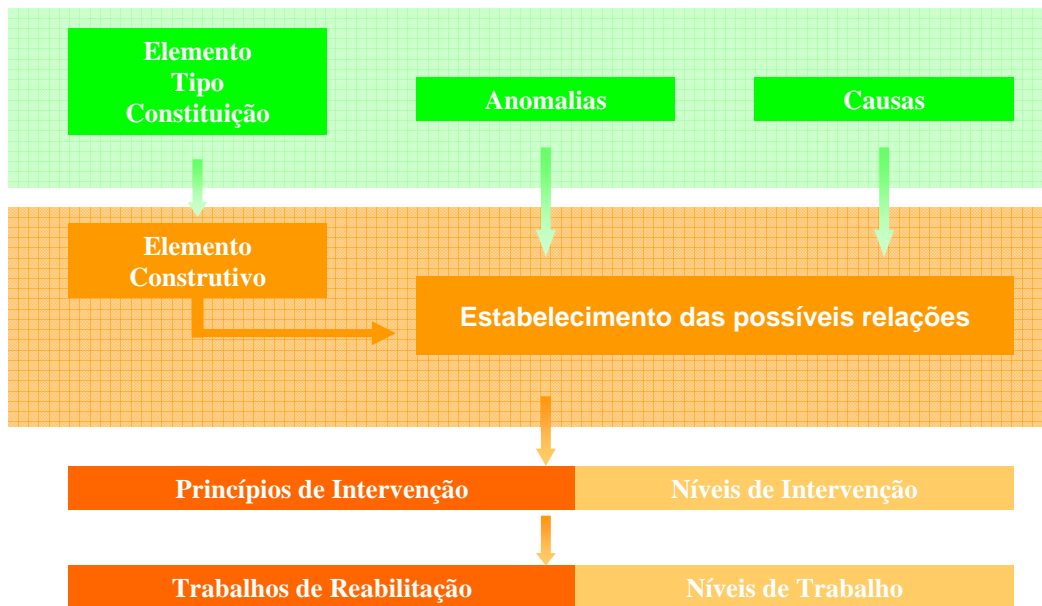 Elemento
Tipo
Constituição
Anomalias
Causas
Elemento
Construtivo
Estabelecimento das possíveis relações
Princípios de Intervenção
Níveis de Intervenção
Trabalhos de Reabilitação
Níveis de Trabalho